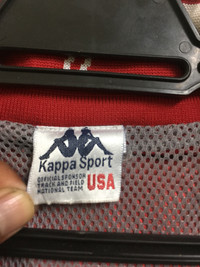 Kappa Sport
OFFICIAL SPONSOR
TRACK AND FIELD
NATIONAL TEAM USA